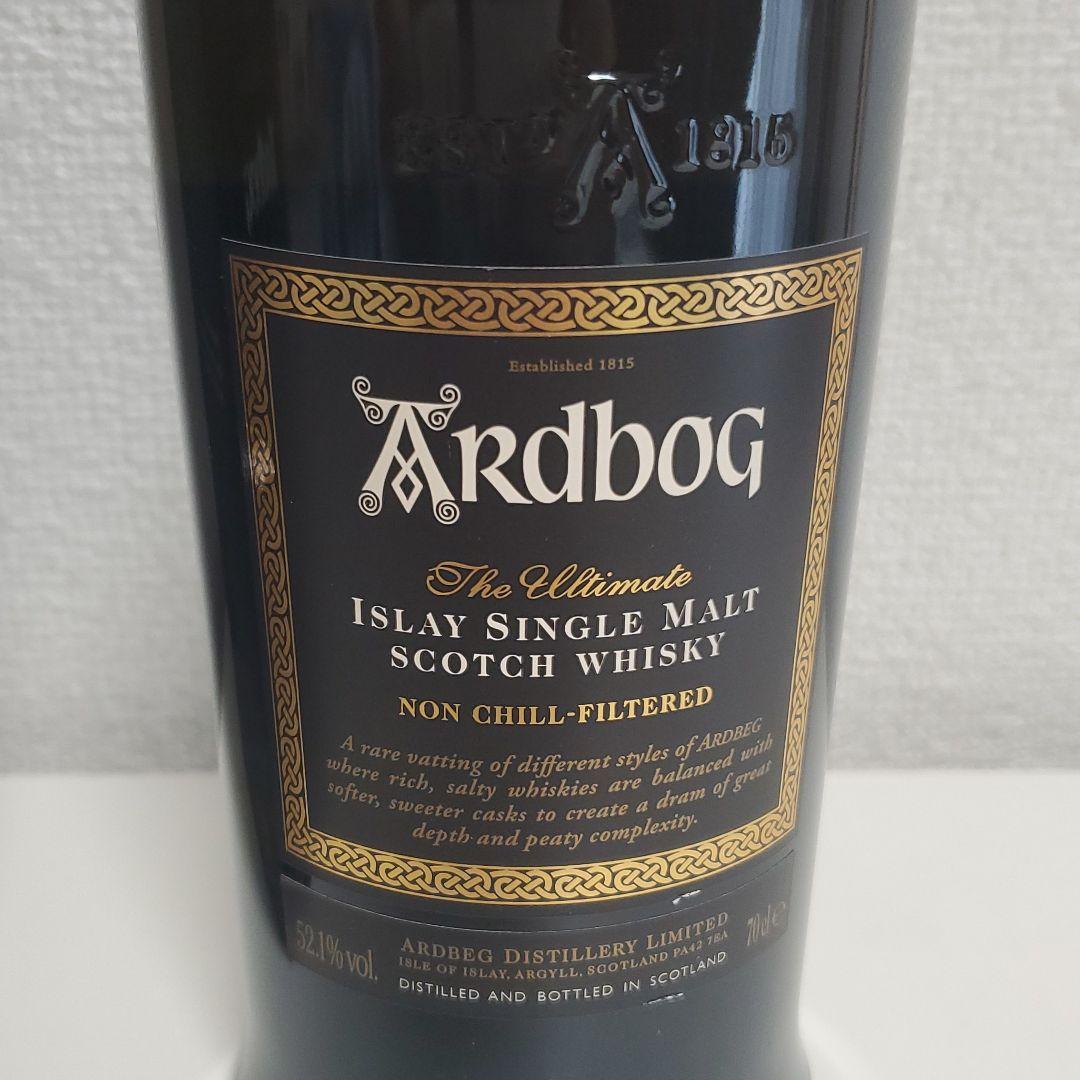 ESTD A 1815
Established 1815
Ardbog
The Ultimate
ISLAY SINGLE MALT
SCOTCH WHISKY
NON CHILL-FILTERED
A rare vatting of different styles of ARDBEG
where rich, salty whiskies are balanced with
softer, sweeter casks to create a dram of great
depth and peaty complexity.
52.1% vol.
ARDBEG DISTILLERY LIMITED
ISLE OF ISLAY, ARGYLL, SCOTLAND PA42 7EA
DISTILLED AND BOTTLED IN SCOTLAND
70 cl e